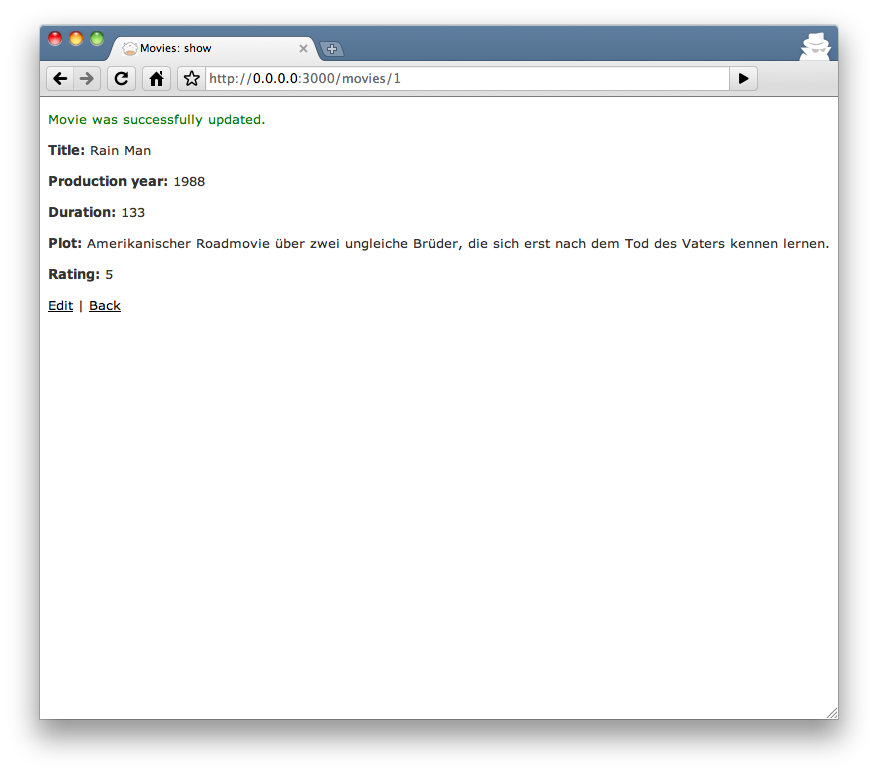 Movies: show
http://0.0.0.0:3000/movies/1
Movie was successfully updated.
Title: Rain Man
Production year: 1988
Duration: 133
Plot: Amerikanischer Roadmovie über zwei ungleiche Brüder, die sich erst nach dem Tod des Vaters kennen lernen.
Rating: 5
Edit | Back